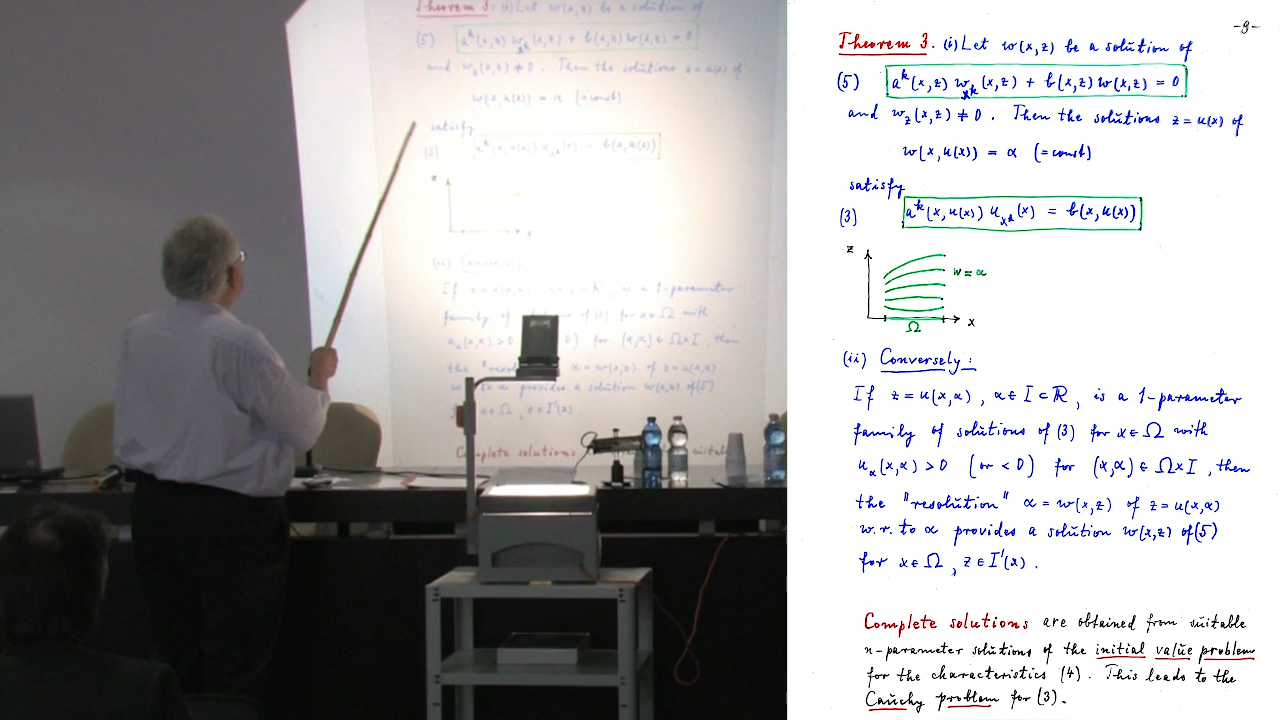 -9-
Theorem 3. (i) Let w(x,z) be a solution of
(5) a^k(x,z) w_{x^k}(x,z) + b(x,z) w(x,z) = 0
and w_z(x,z) ≠ 0. Then the solutions z = u(x) of
w(x,u(x)) = α (=const)
satisfy
(3) a^k(x,u(x)) u_{x^k}(x) = b(x,u(x))
z
w = α
x
Ω
(ii) Conversely:
If z = u(x,α), α ∈ I ⊂ ℝ, is a 1-parameter
family of solutions of (3) for x ∈ Ω with
u_α(x,α) > 0 (or < 0) for (x,α) ∈ Ω x I, then
the "resolution" α = w(x,z) of z = u(x,α)
w.r. to α provides a solution w(x,z) of (5)
for x ∈ Ω, z ∈ I'(x).
Complete solutions are obtained from suitable
n-parameter solutions of the initial value problem
for the characteristics (4). This leads to the
Cauchy problem for (3).